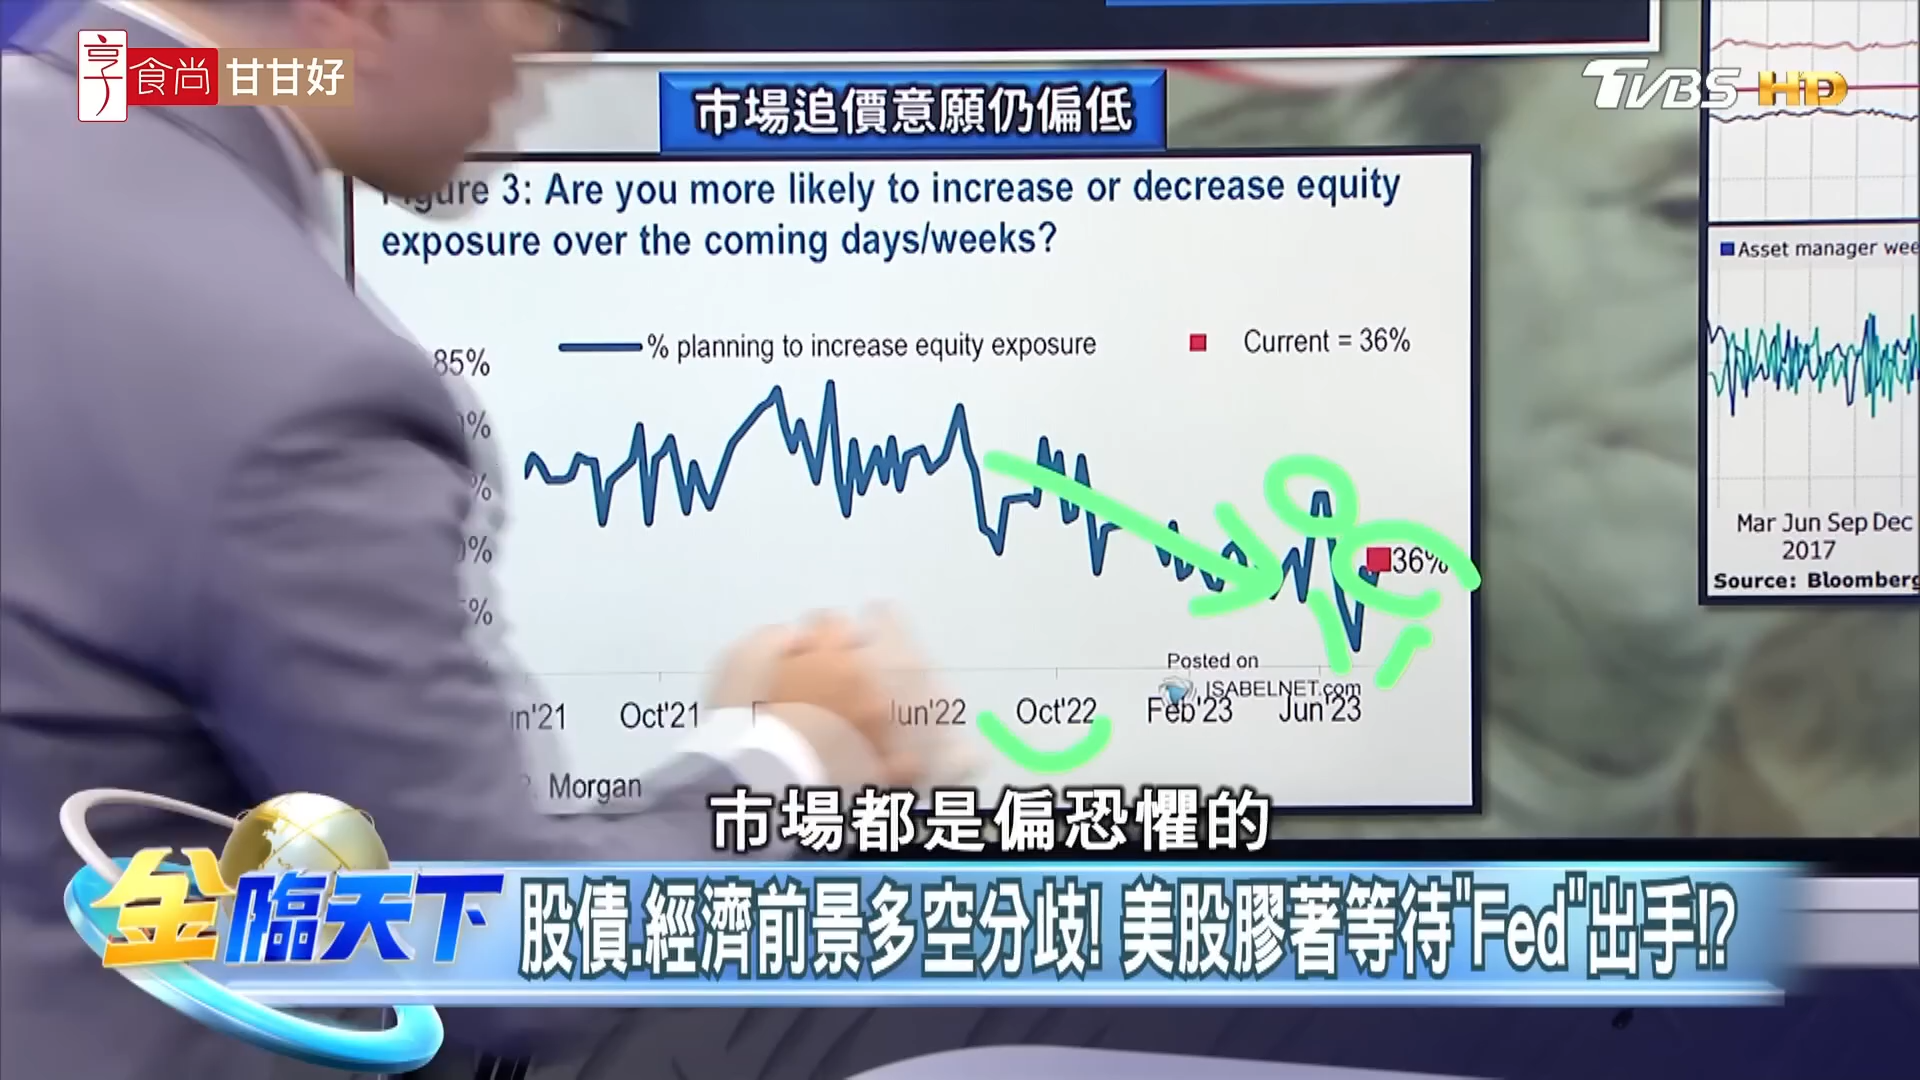 享 食尚 甘甘好
TVBS HD
市場追價意願仍偏低
Figure 3: Are you more likely to increase or decrease equity
exposure over the coming days/weeks?
% planning to increase equity exposure
Current = 36%
85%
36%
Posted on
ISABELNET.com
Oct'21
Jun'22
Oct'22
Feb'23
Jun'23
Morgan
Asset manager
Mar Jun Sep Dec
2017
Source: Bloomberg
市場都是偏恐懼的
金臨天下
股債.經濟前景多空分歧! 美股膠著等待"Fed"出手!?